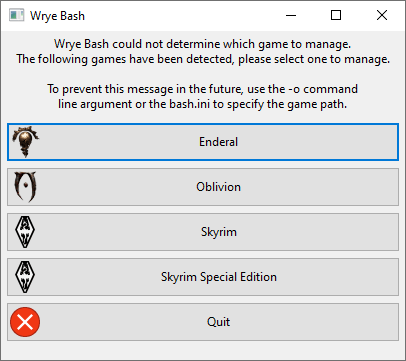 Wrye Bash
Wrye Bash could not determine which game to manage.
The following games have been detected, please select one to manage.
To prevent this message in the future, use the -o command
line argument or the bash.ini to specify the game path.
Enderal
Oblivion
Skyrim
Skyrim Special Edition
Quit